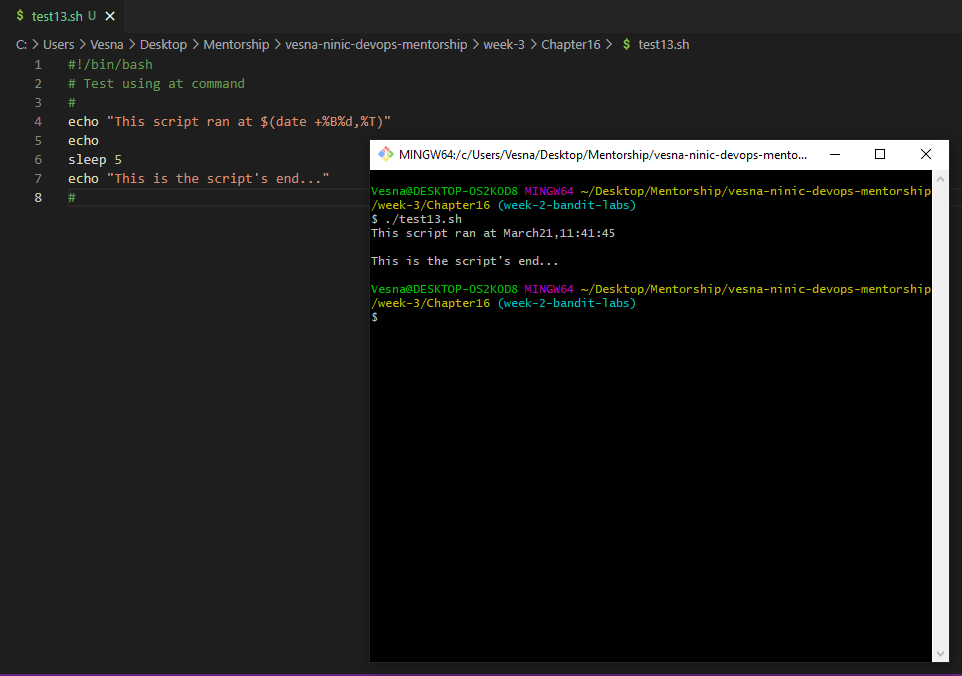 $ test13.sh U ×
C: > Users > Vesna > Desktop > Mentorship > vesna-ninic-devops-mentorship > week-3 > Chapter16 > $ test13.sh
1 #!/bin/bash
2 # Test using at command
3 #
4 echo "This script ran at $(date +%B%d,%T)"
5 echo
6 sleep 5
7 echo "This is the script's end..."
8 #
MINGW64:/c/Users/Vesna/Desktop/Mentorship/vesna-ninic-devops-mento...
Vesna@DESKTOP-OS2KOD8 MINGW64 ~/Desktop/Mentorship/vesna-ninic-devops-mentorship
/week-3/Chapter16 (week-2-bandit-labs)
$ ./test13.sh
This script ran at March21,11:41:45
This is the script's end...
Vesna@DESKTOP-OS2KOD8 MINGW64 ~/Desktop/Mentorship/vesna-ninic-devops-mentorship
/week-3/Chapter16 (week-2-bandit-labs)
$